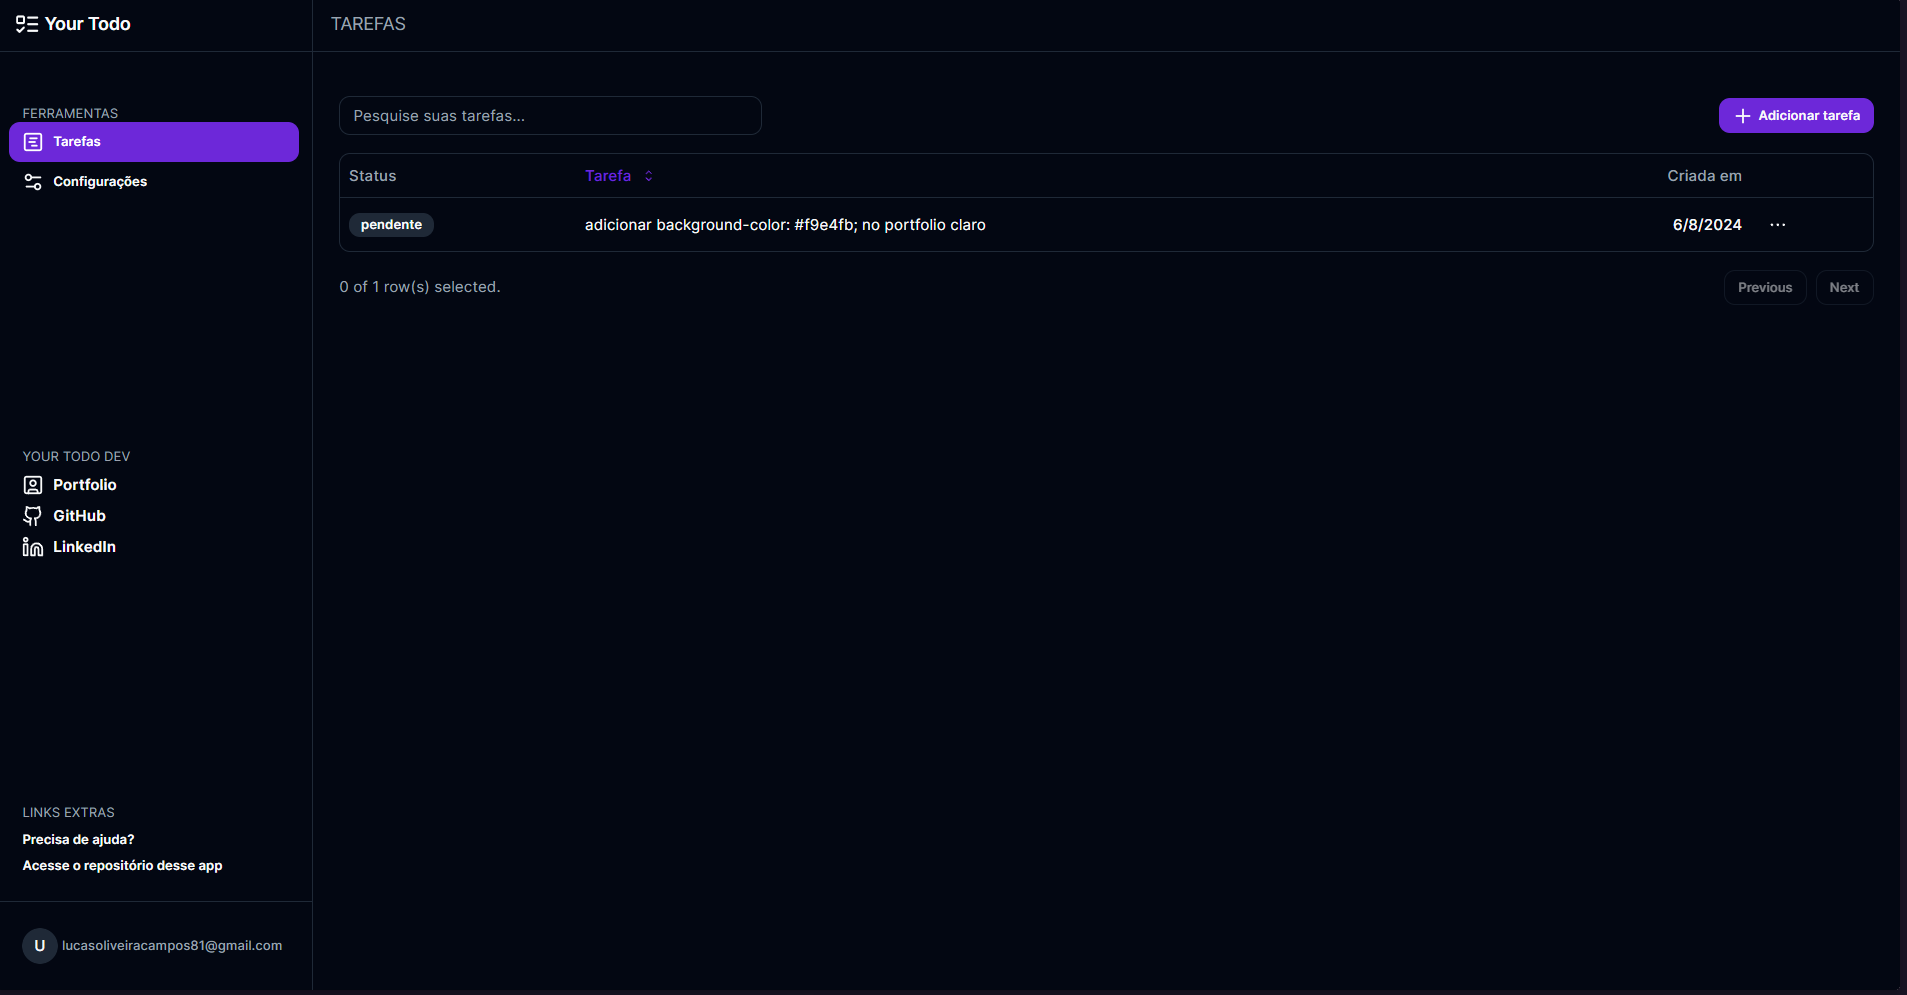 Your Todo
TAREFAS
FERRAMENTAS
Tarefas
Configurações
Pesquise suas tarefas...
Adicionar tarefa
Status Tarefa Criada em
pendente adicionar background-color: #f9e4fb; no portfolio claro 6/8/2024 ...
0 of 1 row(s) selected.
Previous Next
YOUR TODO DEV
Portfolio
GitHub
LinkedIn
LINKS EXTRAS
Precisa de ajuda?
Acesse o repositório desse app
U lucasoliveiracampos81@gmail.com